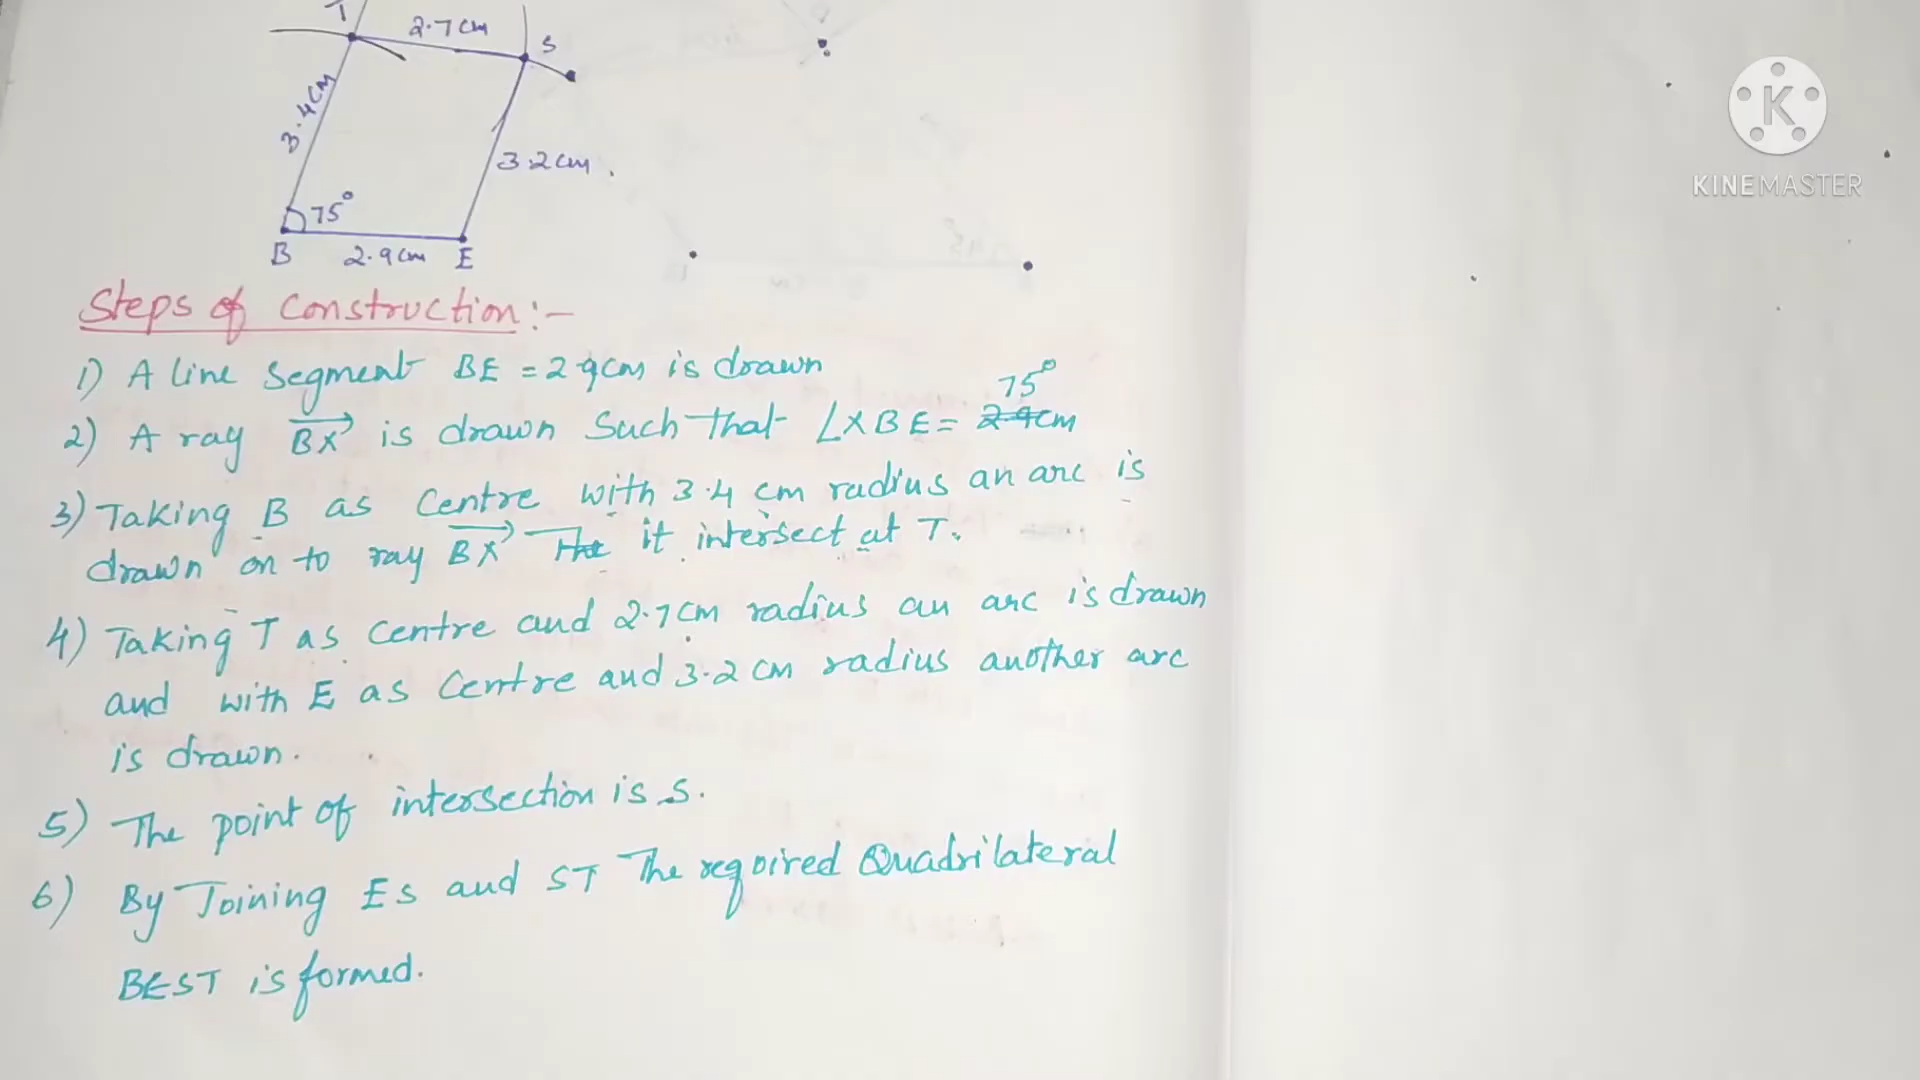 T
2.7cm
S
3.4cm
3.2cm
75°
B 2.9cm E
Steps of Construction:-
1) A line segment BE = 2.9cm is drawn
75°
2) A ray BX is drawn Such that ∠XBE= 2.9cm
3) Taking B as Centre with 3.4 cm radius an arc is
drawn on to ray BX The it intersect at T.
4) Taking T as centre and 2.7cm radius an arc is drawn
and with E as Centre and 3.2 cm radius another arc
is drawn.
5) The point of intersection is S.
6) By Joining ES and ST The required Quadrilateral
BEST is formed.
K
KINEMASTER